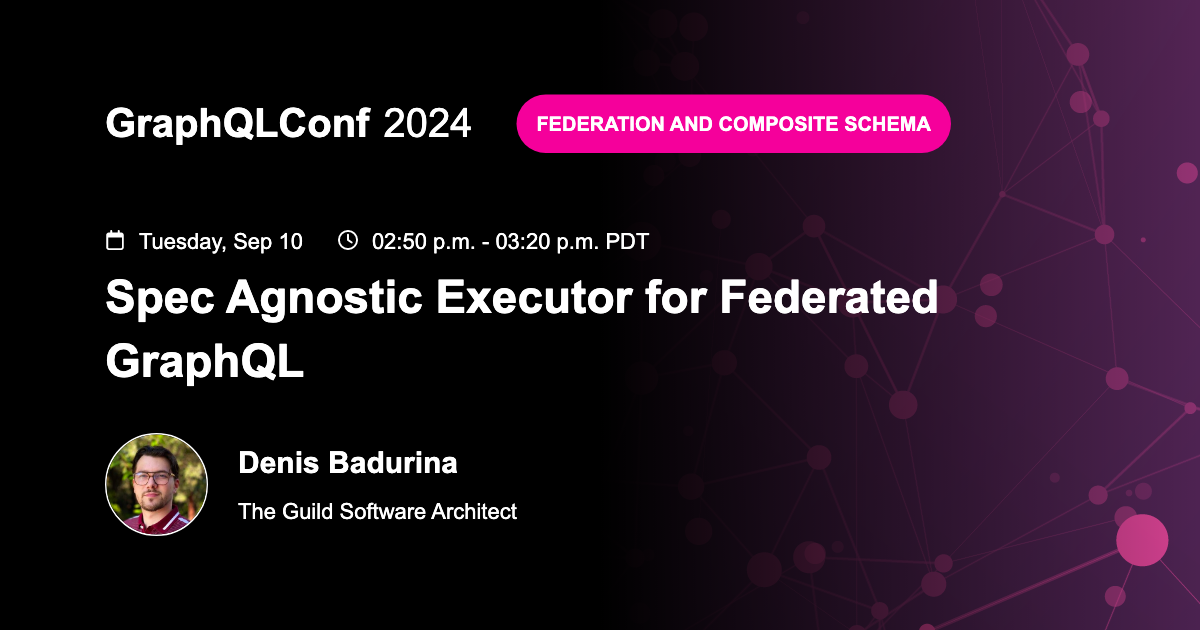 GraphQLConf 2024
FEDERATION AND COMPOSITE SCHEMA
Tuesday, Sep 10
02:50 p.m. - 03:20 p.m. PDT
Spec Agnostic Executor for Federated
GraphQL
Denis Badurina
The Guild Software Architect